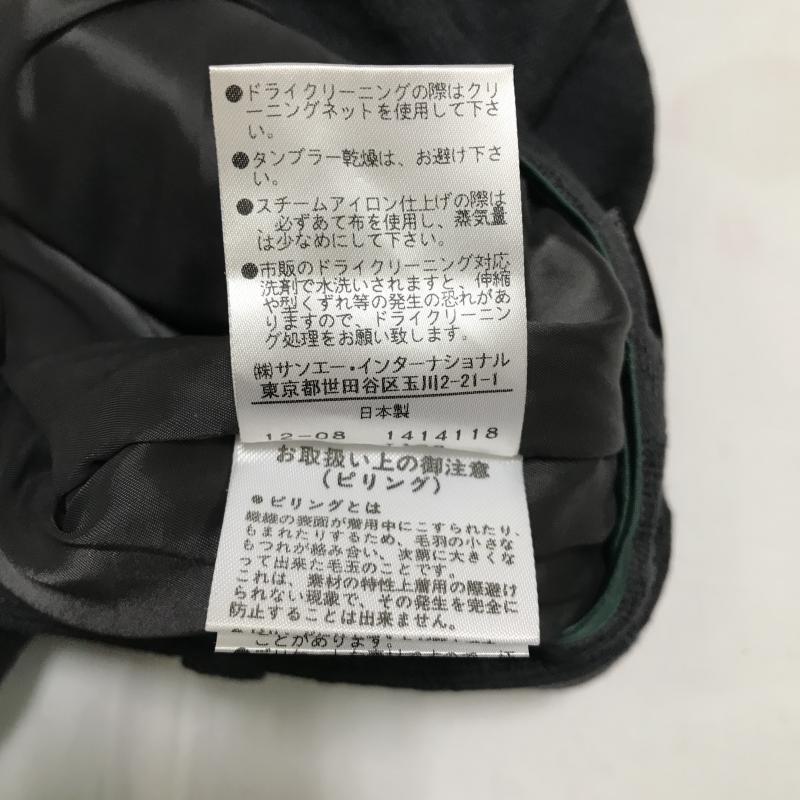 ●ドライクリーニングの際はクリ
ーニングネットを使用して下さ
い。
●タンブラー乾燥は、お避け下さ
い。
●スチームアイロン仕上げの際は
、必ずあて布を使用し、蒸気量
は少なめにして下さい。
●市販のドライクリーニング対応
洗剤で水洗いされますと、伸縮
や型くずれ等の発生の恐れがあ
りますので、ドライクリーニン
グ処理をお願い致します。
㈱サンエー・インターナショナル
東京都世田谷区玉川2-21-1
日本製
12-08 1414118
お取扱い上の御注意
(ピリング)
●ピリングとは
繊維の表面が着用中にこすられたり、
もまれたりするため、毛羽の小さな
もつれが絡み合い、次第に大きくな
って出来た毛玉のことです。
これは、素材の特性上着用の際避け
られない現象で、その発生を完全に
防止することは出来ません。
ことがあります。